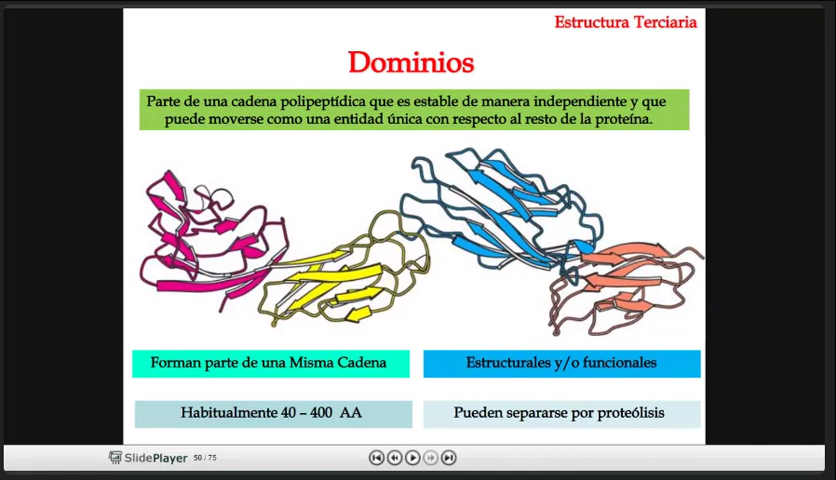 Estructura Terciaria
Dominios
Parte de una cadena polipeptídica que es estable de manera independiente y que
puede moverse como una entidad única con respecto al resto de la proteína.
Forman parte de una Misma Cadena
Estructurales y/o funcionales
Habitualmente 40 – 400 AA
Pueden separarse por proteólisis
SlidePlayer 50 / 75